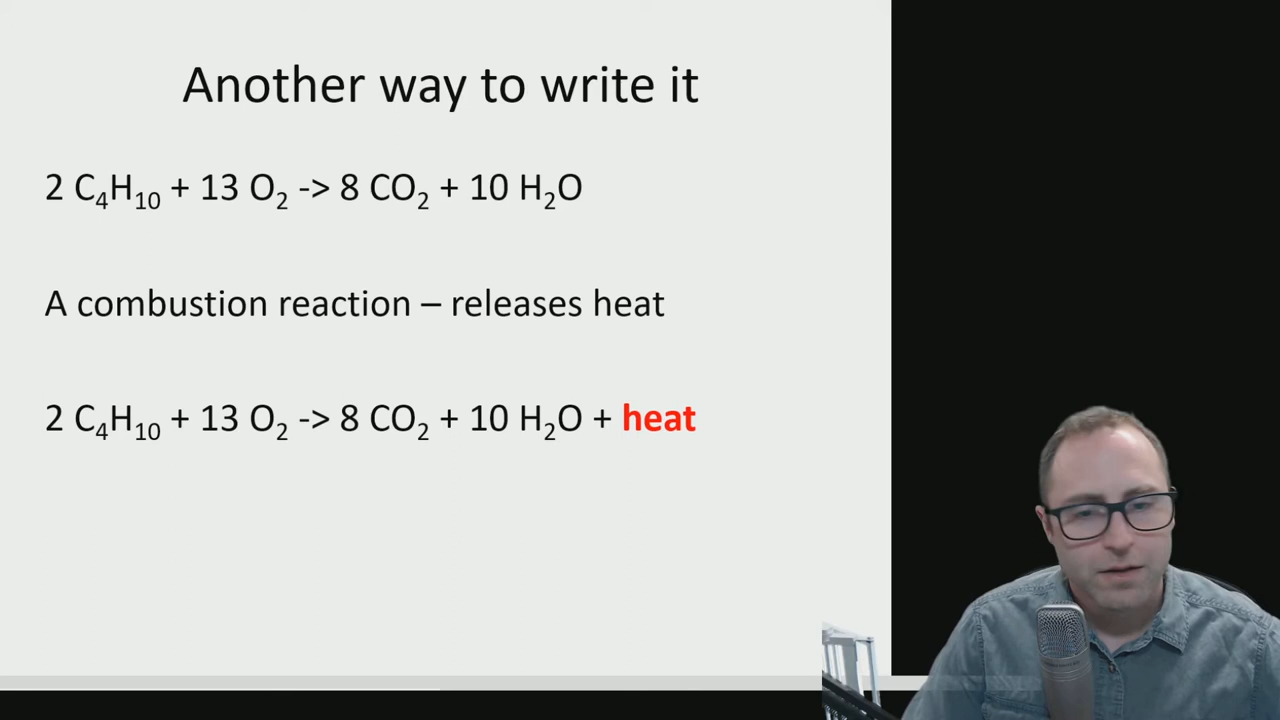 Another way to write it
2 C₄H₁₀ + 13 O₂ -> 8 CO₂ + 10 H₂O
A combustion reaction – releases heat
2 C₄H₁₀ + 13 O₂ -> 8 CO₂ + 10 H₂O + heat